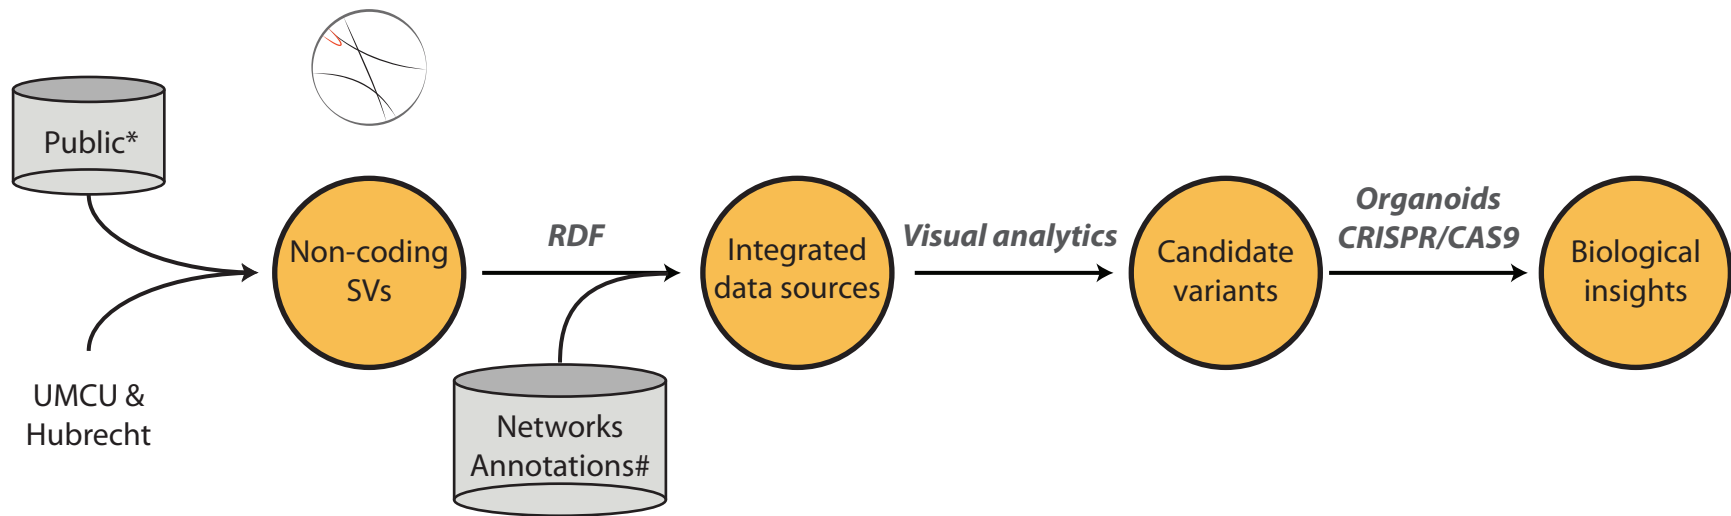 Public*
UMCU &
Hubrecht
Non-coding
SVs
RDF
Networks
Annotations#
Integrated
data sources
Visual analytics
Candidate
variants
Organoids
CRISPR/CAS9
Biological
insights